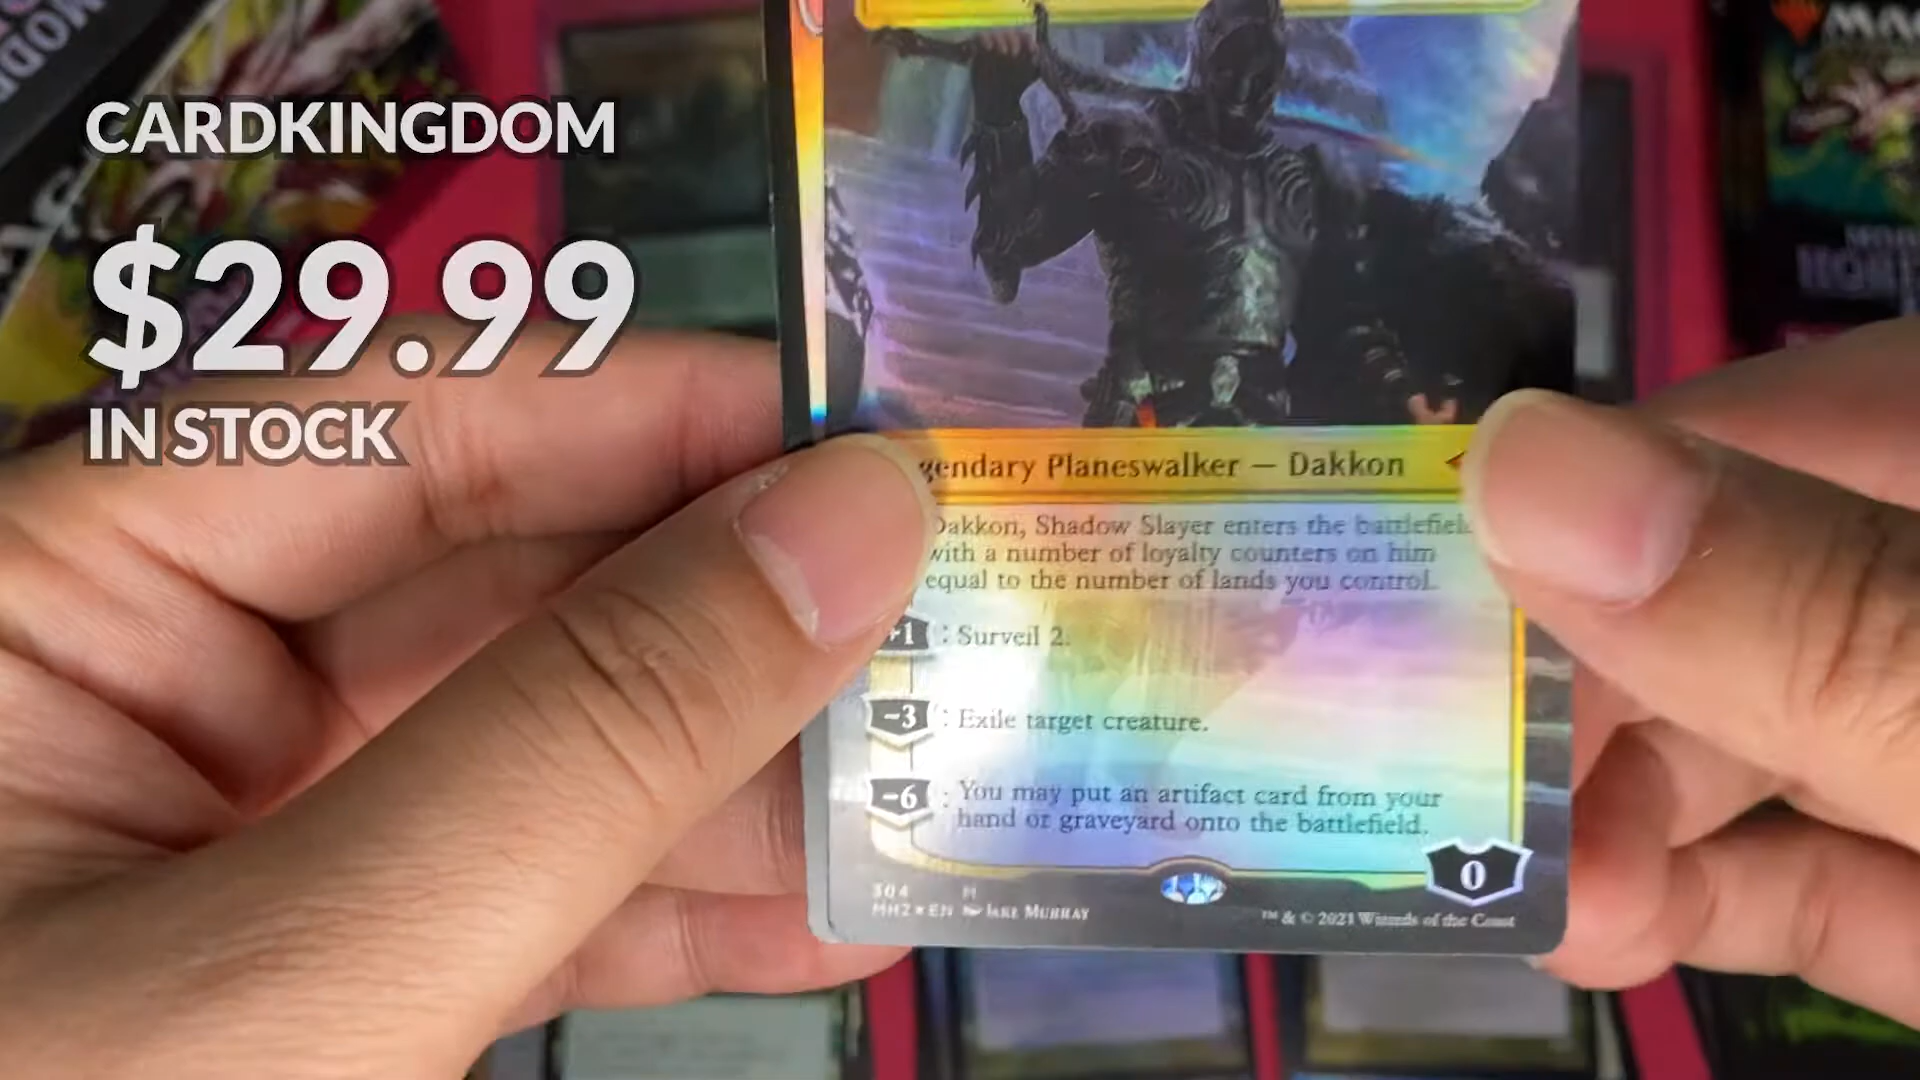 CARDKINGDOM
$29.99
IN STOCK
gendary Planeswalker — Dakkon
Dakkon, Shadow Slayer enters the battlefiel
with a number of loyalty counters on him
equal to the number of lands you control.
+1 : Surveil 2.
−3 : Exile target creature.
−6 : You may put an artifact card from your
hand or graveyard onto the battlefield.
0
304 M
MH2 ★ EN JAKE MURRAY
™ & © 2021 Wizards of the Coast